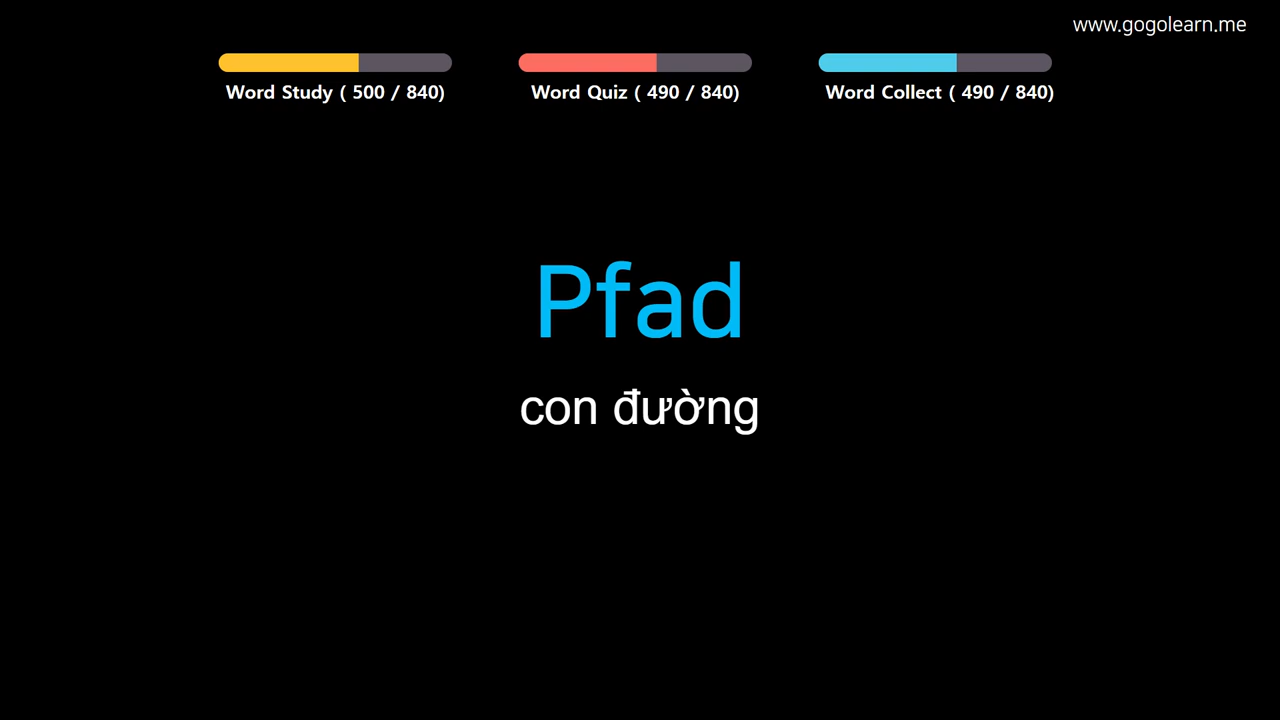 www.gogolearn.me
Word Study ( 500 / 840)
Word Quiz ( 490 / 840)
Word Collect ( 490 / 840)
Pfad
con đường